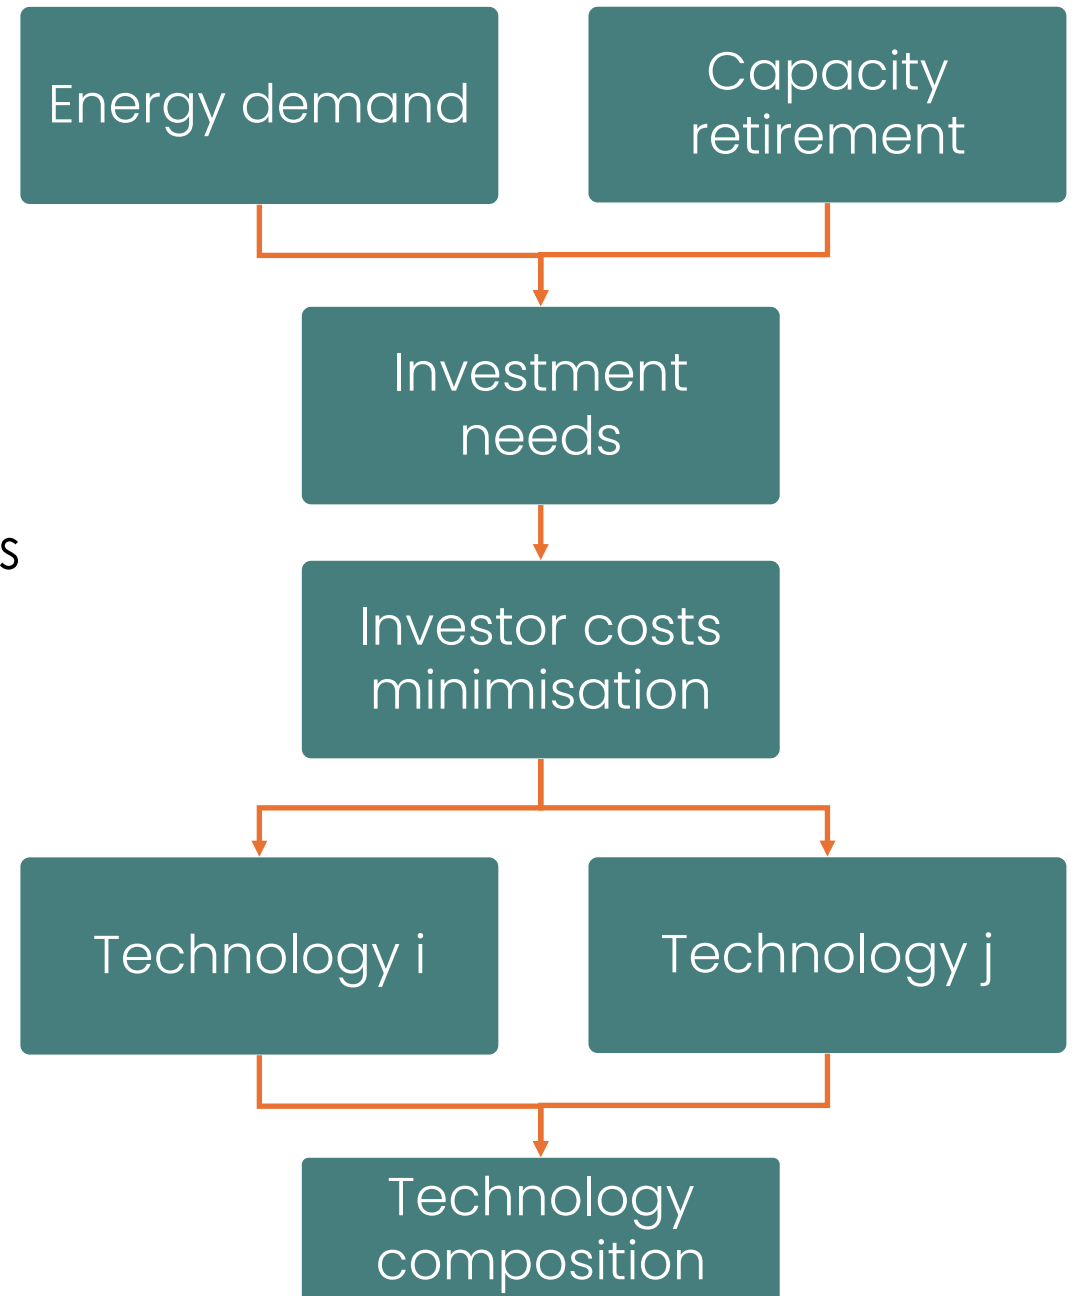 Energy demand
Capacity
retirement
Investment
needs
s
Investor costs
minimisation
Technology i
Technology j
Technology
composition